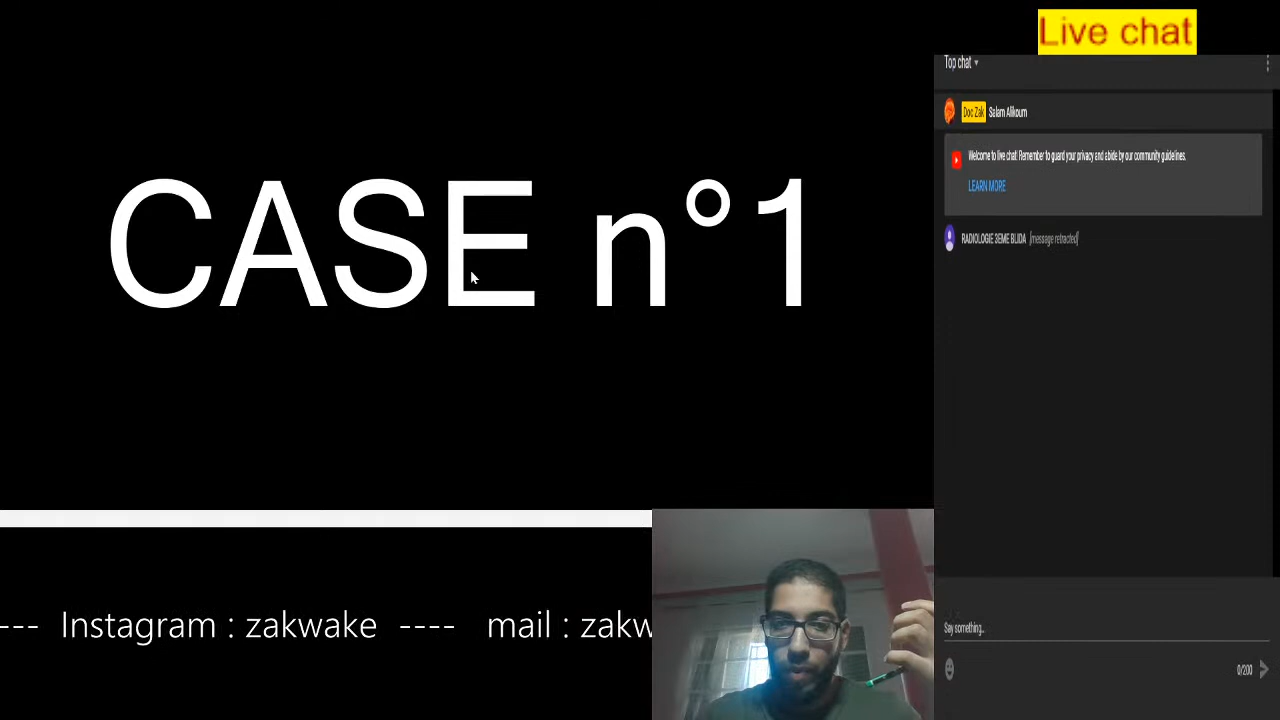 Live chat
Top chat
Doc Zak Salam Alikoum
Welcome to live chat! Remember to guard your privacy and abide by our community guidelines.
LEARN MORE
RADIOLOGIE 3EME BLIDA [message retracted]
CASE n°1
--- Instagram : zakwake ---- mail : zakw
Say something...
0/200